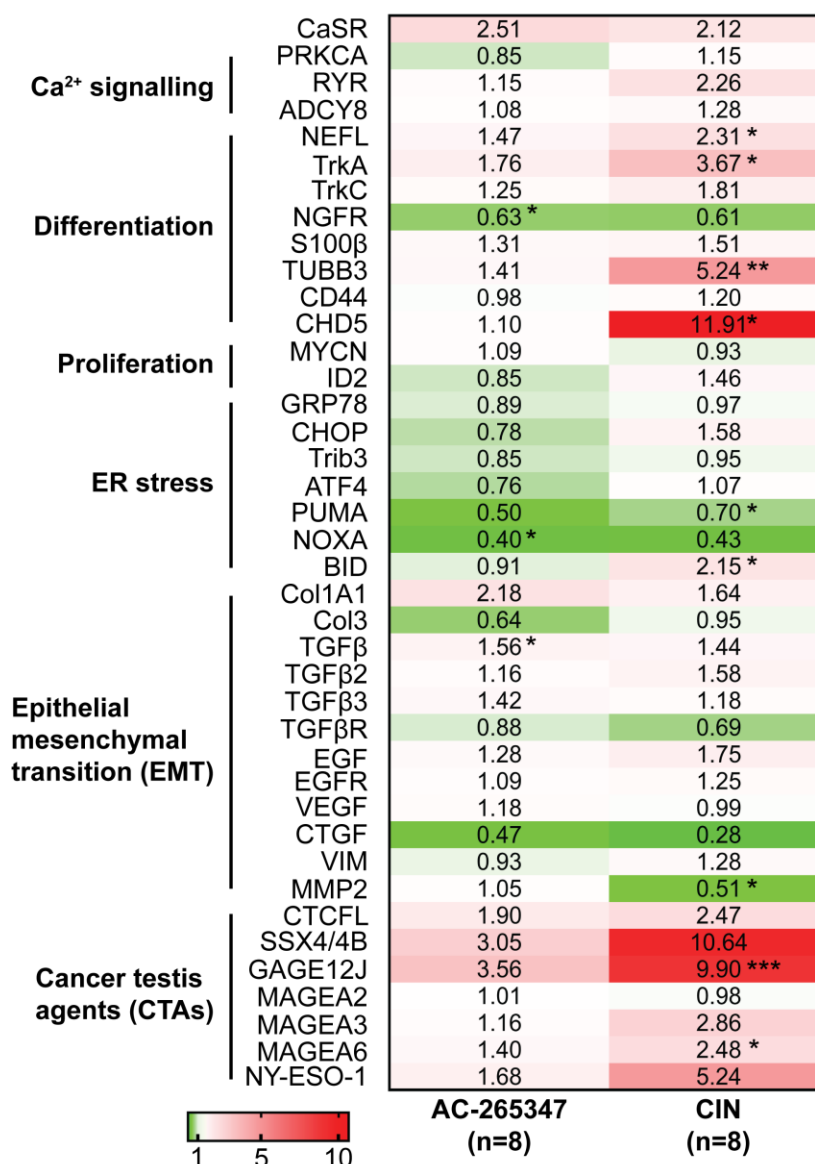 CaSR 2.51 2.12
PRKCA 0.85 1.15
Ca²⁺ signalling
RYR 1.15 2.26
ADCY8 1.08 1.28
NEFL 1.47 2.31 *
TrkA 1.76 3.67 *
TrkC 1.25 1.81
Differentiation
NGFR 0.63 * 0.61
S100β 1.31 1.51
TUBB3 1.41 5.24 **
CD44 0.98 1.20
CHD5 1.10 11.91 *
MYCN 1.09 0.93
Proliferation
ID2 0.85 1.46
GRP78 0.89 0.97
CHOP 0.78 1.58
Trib3 0.85 0.95
ER stress
ATF4 0.76 1.07
PUMA 0.50 0.70 *
NOXA 0.40 * 0.43
BID 0.91 2.15 *
Col1A1 2.18 1.64
Col3 0.64 0.95
TGFβ 1.56 * 1.44
TGFβ2 1.16 1.58
TGFβ3 1.42 1.18
Epithelial
mesenchymal
transition (EMT)
TGFβR 0.88 0.69
EGF 1.28 1.75
EGFR 1.09 1.25
VEGF 1.18 0.99
CTGF 0.47 0.28
VIM 0.93 1.28
MMP2 1.05 0.51 *
CTCFL 1.90 2.47
SSX4/4B 3.05 10.64
GAGE12J 3.56 9.90 ***
Cancer testis
agents (CTAs)
MAGEA2 1.01 0.98
MAGEA3 1.16 2.86
MAGEA6 1.40 2.48 *
NY-ESO-1 1.68 5.24
AC-265347 CIN
(n=8) (n=8)
1 5 10